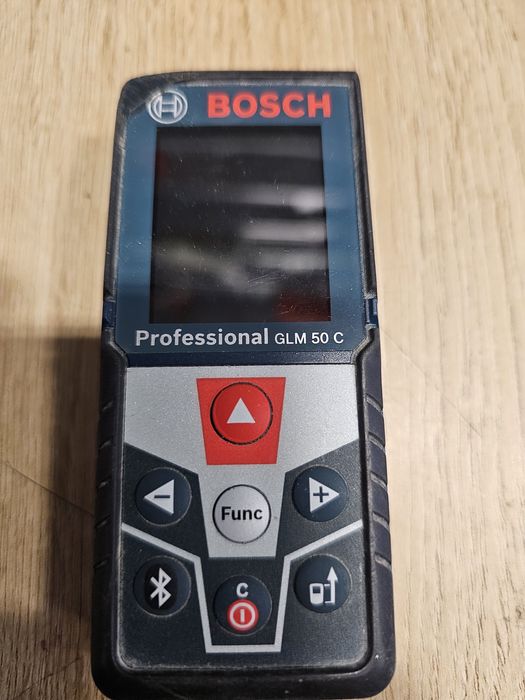 BOSCH
Professional GLM 50 C
− +
Func
C